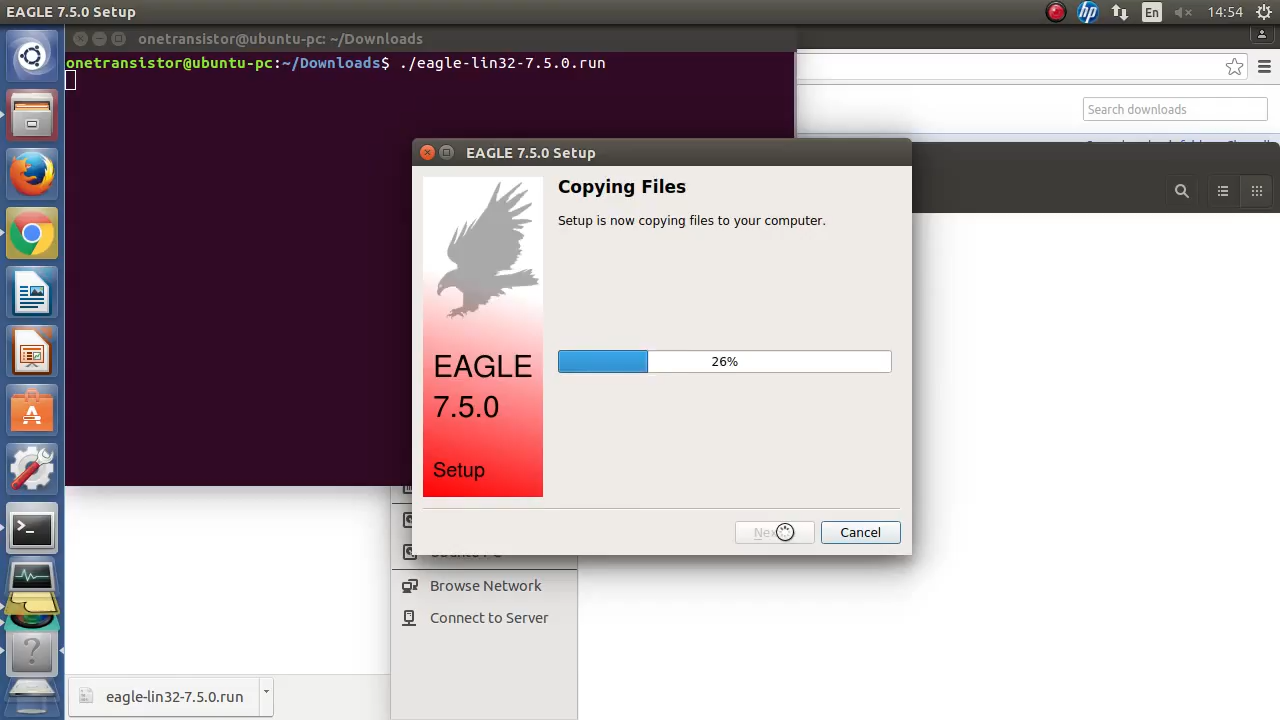 EAGLE 7.5.0 Setup
En
14:54
onetransistor@ubuntu-pc: ~/Downloads
onetransistor@ubuntu-pc:~/Downloads$ ./eagle-lin32-7.5.0.run
Search downloads
EAGLE 7.5.0 Setup
Copying Files
Setup is now copying files to your computer.
26%
EAGLE
7.5.0
Setup
Cancel
Browse Network
Connect to Server
eagle-lin32-7.5.0.run